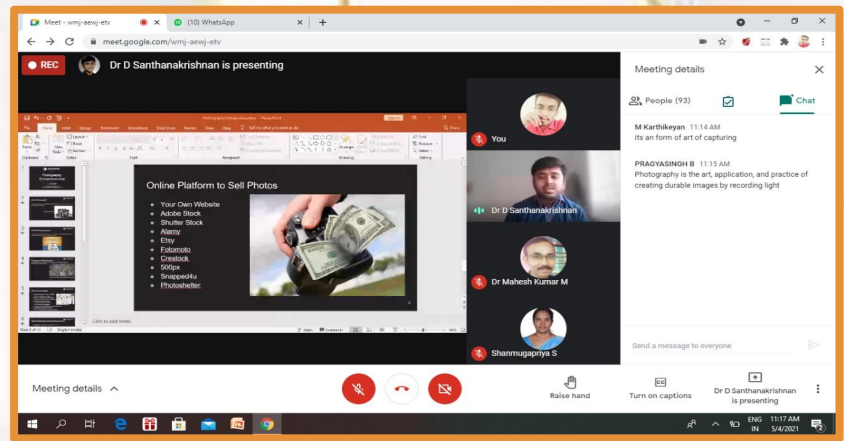 Meet - wmj-aewj-etv
(10) WhatsApp
meet.google.com/wmj-aewj-etv
REC
Dr D Santhanakrishnan is presenting
Online Platform to Sell Photos
Your Own Website
Adobe Stock
Shutter Stock
Alamy
Etsy
Fotomoto
Crestock
500px
Snapped4u
Photoshelter
You
Dr D Santhanakrishnan
Dr Mahesh Kumar M
Shanmugapriya S
Meeting details
People (93)
Chat
M Karthikeyan 11:14 AM
its an form of art of
capturing
PRAGYASINGH B 11:15 AM
Photography is the art, application, and practice of
creating durable images by recording light
Send a message to everyone
Meeting details
Raise hand
Turn on captions
Dr D Santhanakrishnan
is presenting
ENG
IN
11:17 AM
5/4/2021